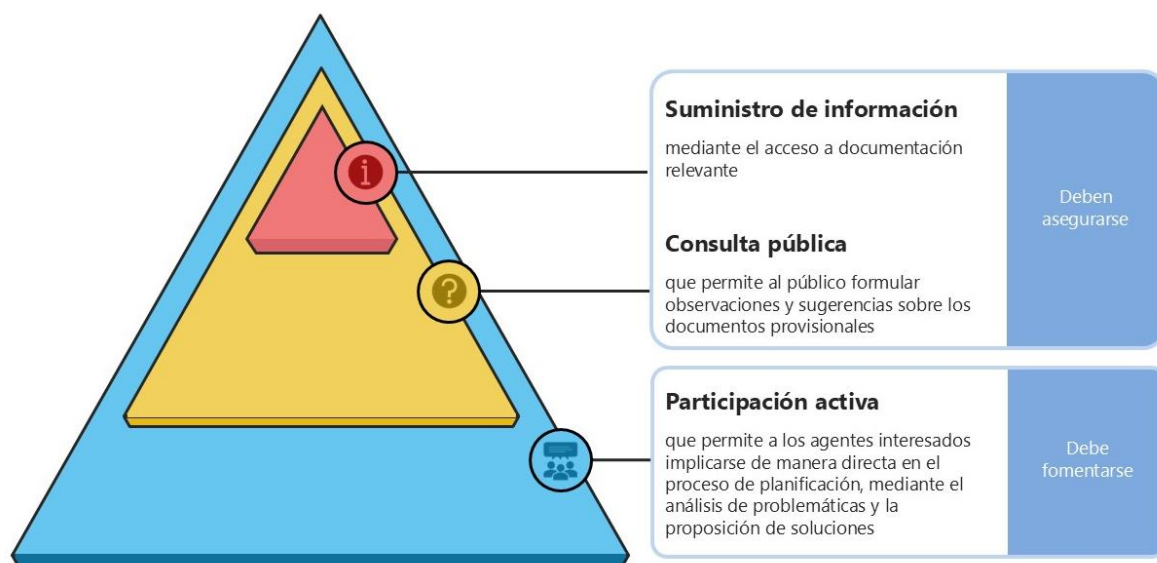 Suministro de información
mediante el acceso a documentación
relevante
Deben
asegurarse
Consulta pública
que permite al público formular
observaciones y sugerencias sobre los
documentos provisionales
Participación activa
que permite a los agentes interesados
implicarse de manera directa en el
proceso de planificación, mediante el
análisis de problemáticas y la
proposición de soluciones
Debe
fomentarse